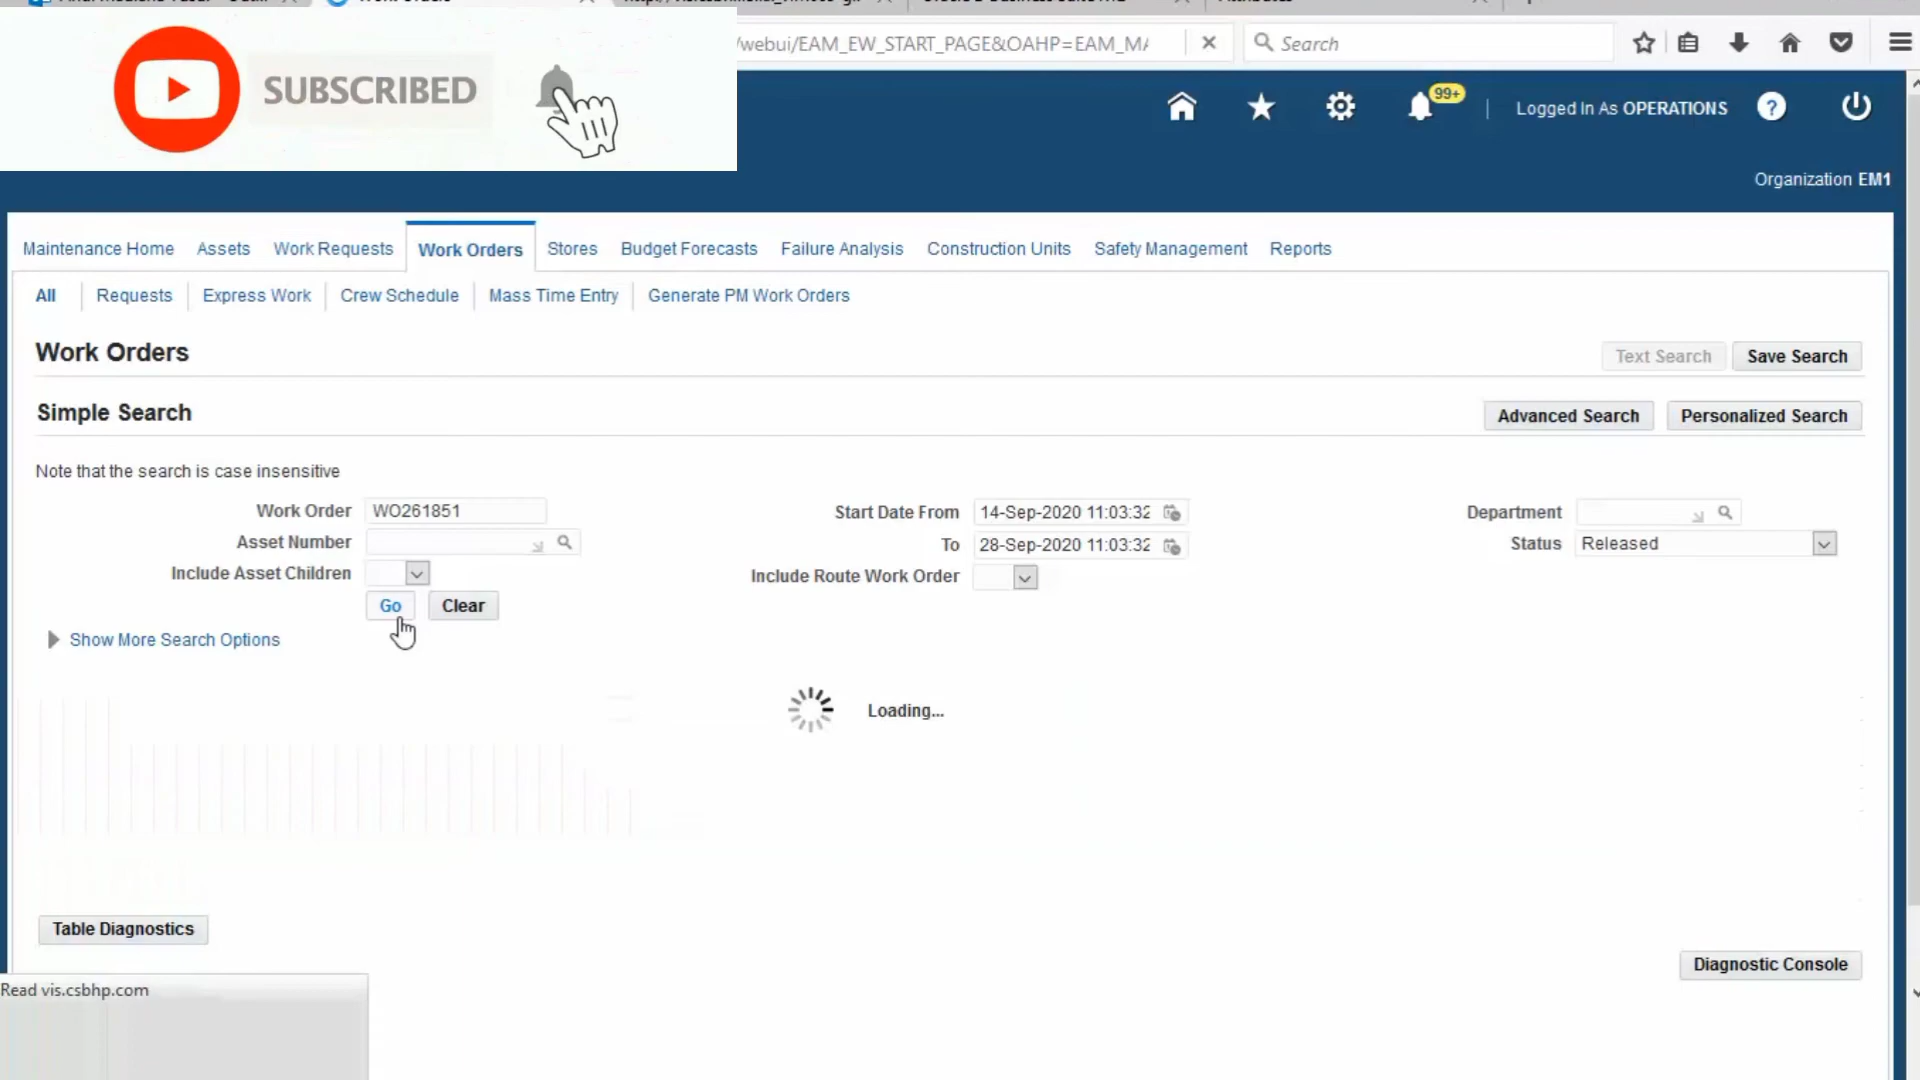 /webui/EAM_EW_START_PAGE&OAHP=EAM_MA
Search
SUBSCRIBED
99+
Logged In As OPERATIONS
?
Organization EM1
Maintenance Home Assets Work Requests Work Orders Stores Budget Forecasts Failure Analysis Construction Units Safety Management Reports
All Requests Express Work Crew Schedule Mass Time Entry Generate PM Work Orders
Work Orders
Text Search Save Search
Simple Search
Advanced Search Personalized Search
Note that the search is case insensitive
Work Order WO261851 Start Date From 14-Sep-2020 11:03:32 Department
Asset Number To 28-Sep-2020 11:03:32 Status Released
Include Asset Children Include Route Work Order
Go Clear
Show More Search Options
Loading...
Table Diagnostics
Diagnostic Console
Read vis.csbhp.com